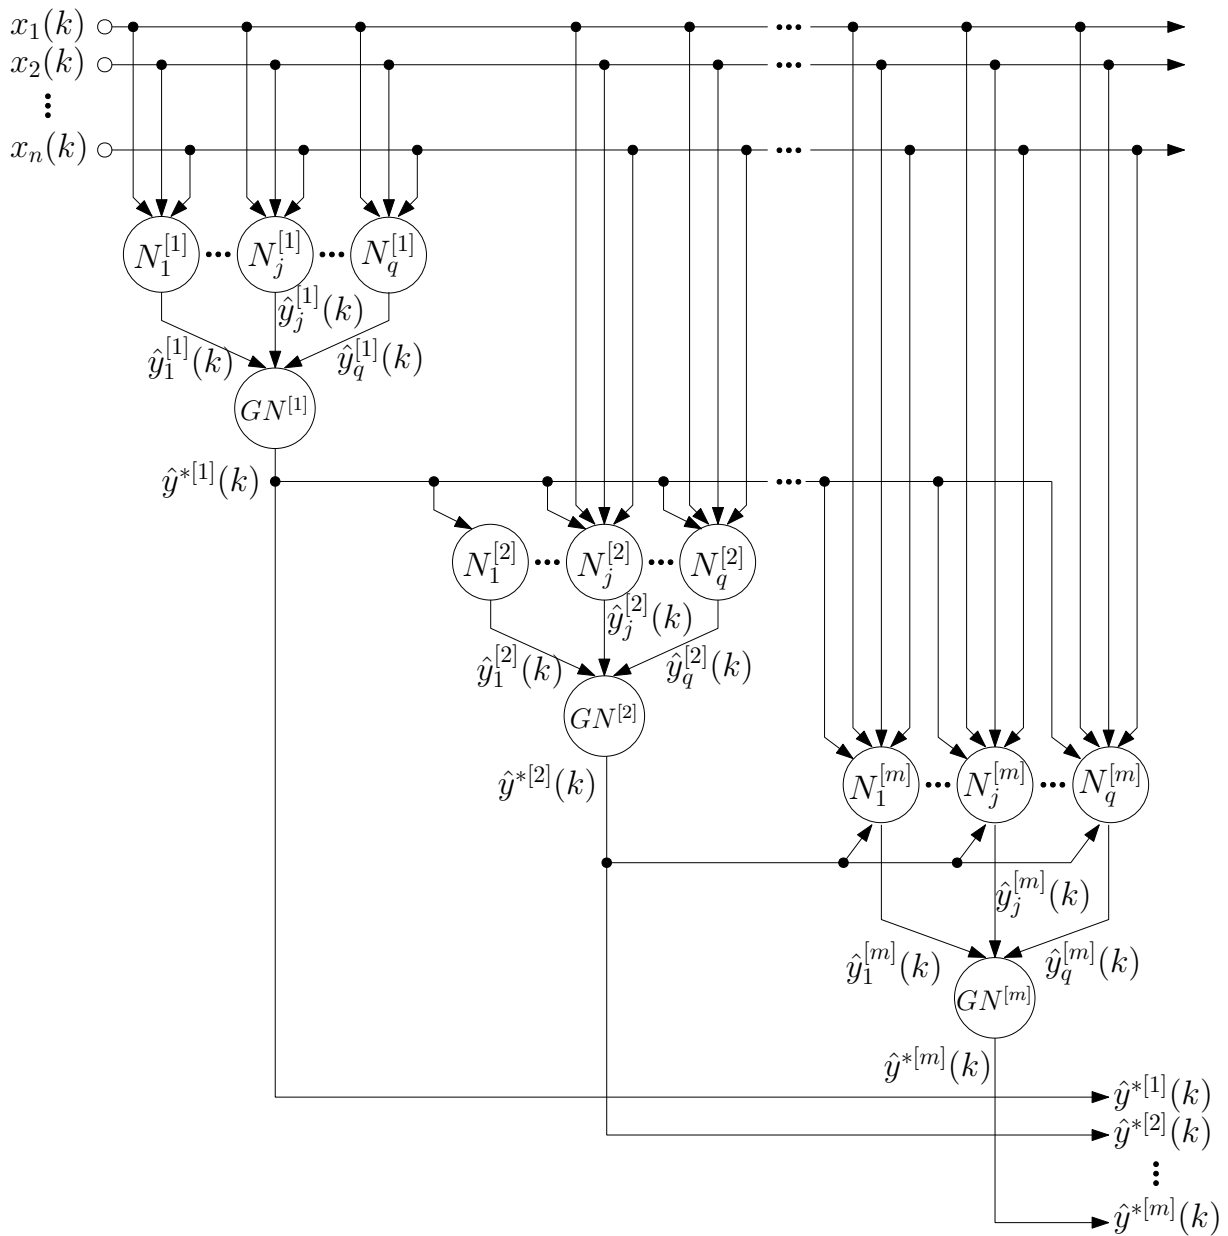 x_1(k)
x_2(k)
⋮
x_n(k)
...
...
...
N_1^{[1]} ... N_j^{[1]} ... N_q^{[1]}
ŷ_j^{[1]}(k)
ŷ_1^{[1]}(k) ŷ_q^{[1]}(k)
GN^{[1]}
ŷ^{*[1]}(k) ...
N_1^{[2]} ... N_j^{[2]} ... N_q^{[2]}
ŷ_j^{[2]}(k)
ŷ_1^{[2]}(k) ŷ_q^{[2]}(k)
GN^{[2]}
ŷ^{*[2]}(k)
N_1^{[m]} ... N_j^{[m]} ... N_q^{[m]}
ŷ_j^{[m]}(k)
ŷ_1^{[m]}(k) ŷ_q^{[m]}(k)
GN^{[m]}
ŷ^{*[m]}(k)
ŷ^{*[1]}(k)
ŷ^{*[2]}(k)
⋮
ŷ^{*[m]}(k)